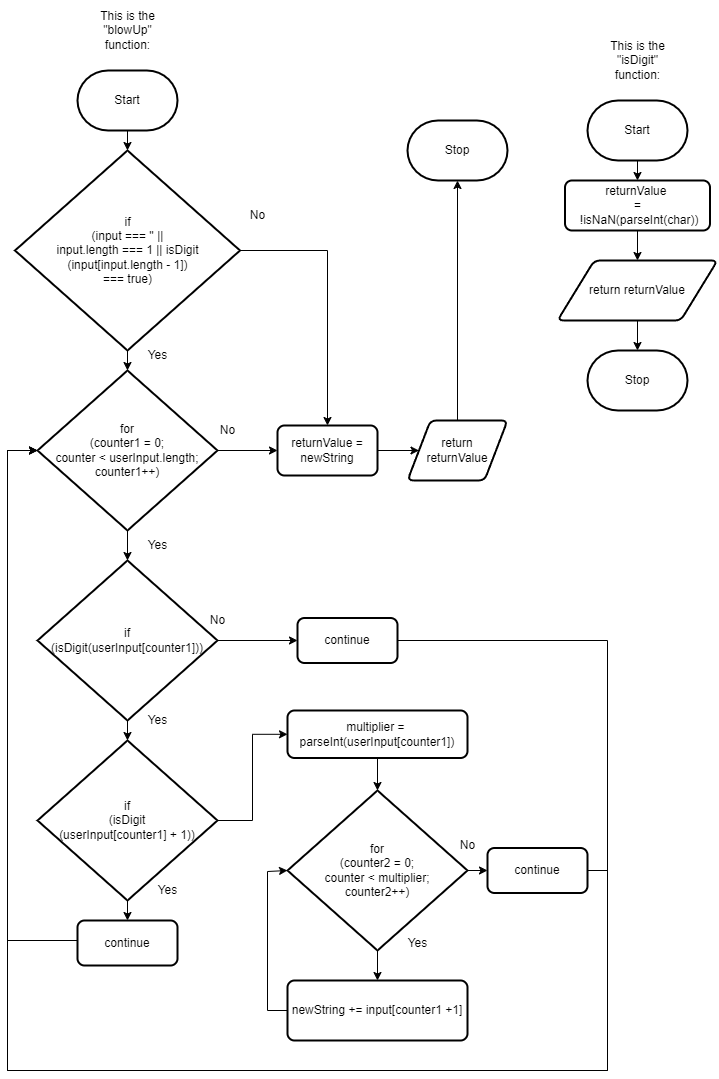 This is the
"blowUp"
function:
Start
if
(input === '' ||
input.length === 1 || isDigit
(input[input.length - 1])
=== true)
No
Yes
for
(counter1 = 0;
counter < userInput.length;
counter1++)
No
returnValue =
newString
return
returnValue
Stop
Yes
if
(isDigit(userInput[counter1]))
No
continue
Yes
if
(isDigit
(userInput[counter1] + 1))
Yes
continue
multiplier =
parseInt(userInput[counter1])
for
(counter2 = 0;
counter < multiplier;
counter2++)
No
continue
Yes
newString += input[counter1 +1]
This is the
"isDigit"
function:
Start
returnValue
=
!isNaN(parseInt(char))
return returnValue
Stop